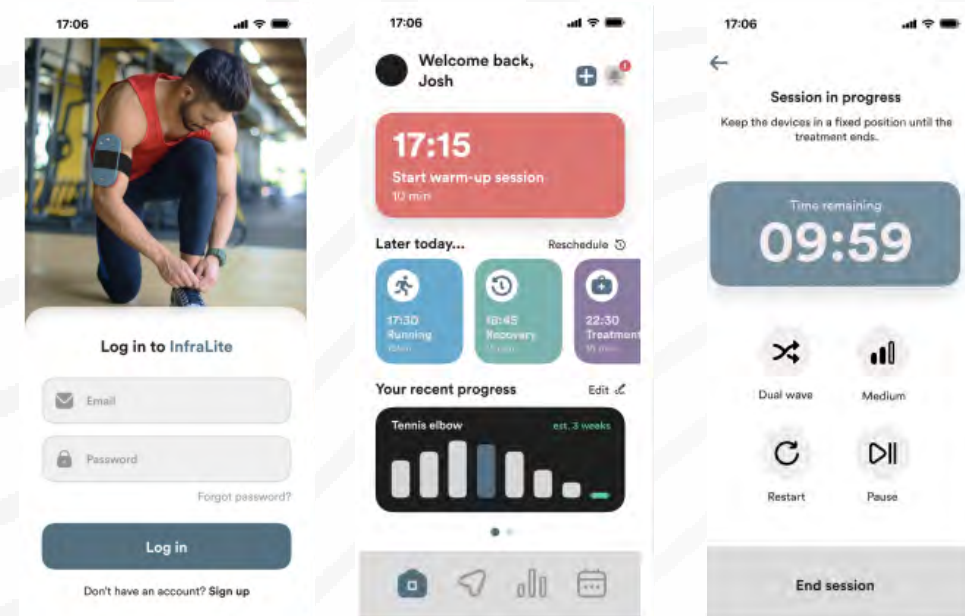 17:06
Log in to InfraLite
Email
Password
Forgot password?
Log in
Don't have an account? Sign up
17:06
Welcome back,
Josh
17:15
Start warm-up session
10 min
Later today...
Reschedule
17:30
Running
18:45
Recovery
22:30
Treatment
Your recent progress
Edit
Tennis elbow
est. 3 weeks
17:06
Session in progress
Keep the devices in a fixed position until the
treatment ends.
Time remaining
09:59
Dual wave
Medium
Restart
Pause
End session